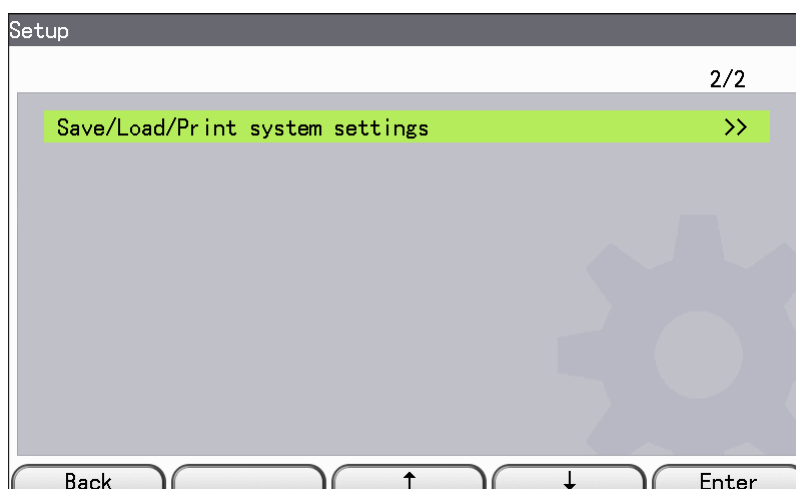 Setup
2/2
Save/Load/Print system settings >>
Back ↑ ↓ Enter